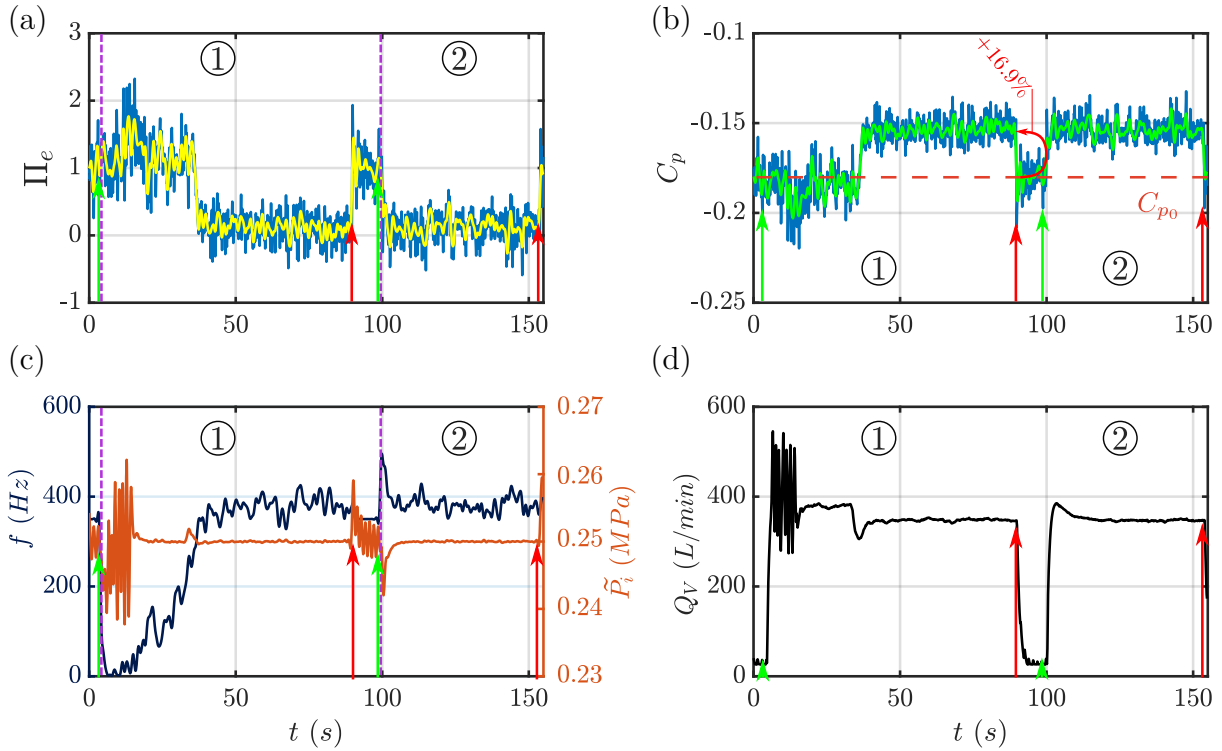 (a)
3
2
1
0
-1
Π_e
① ②
0 50 100 150
(b)
-0.1
-0.15
-0.2
-0.25
C_p
+16.9%
C_{p_0}
① ②
0 50 100 150
(c)
600
400
200
0
f (Hz)
① ②
0.27
0.26
0.25
0.24
0.23
P̃_i (MPa)
0 50 100 150
t (s)
(d)
600
400
200
0
Q_V (L/min)
① ②
0 50 100 150
t (s)